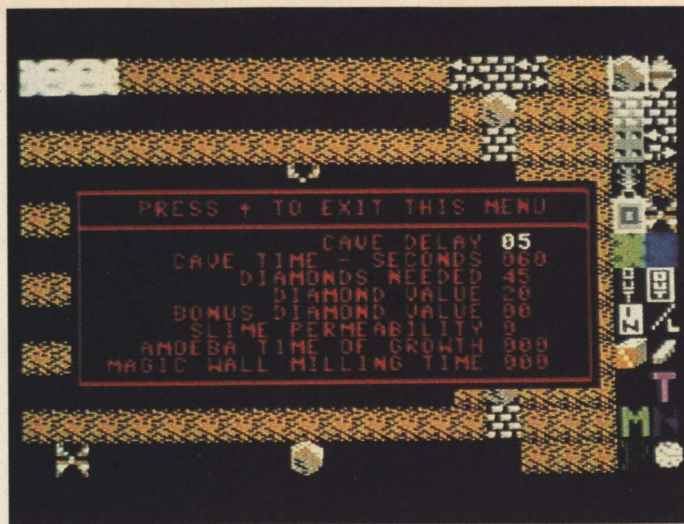 PRESS ↑ TO EXIT THIS MENU
CAVE DELAY 05
CAVE TIME - SECONDS 060
DIAMONDS NEEDED 45
DIAMOND VALUE 20
BONUS DIAMOND VALUE 00
SLIME PERMEABILITY 0
AMOEBA TIME OF GROWTH 000
MAGIC WALL MILLING TIME 000
OUT
OUT
IN
T
M